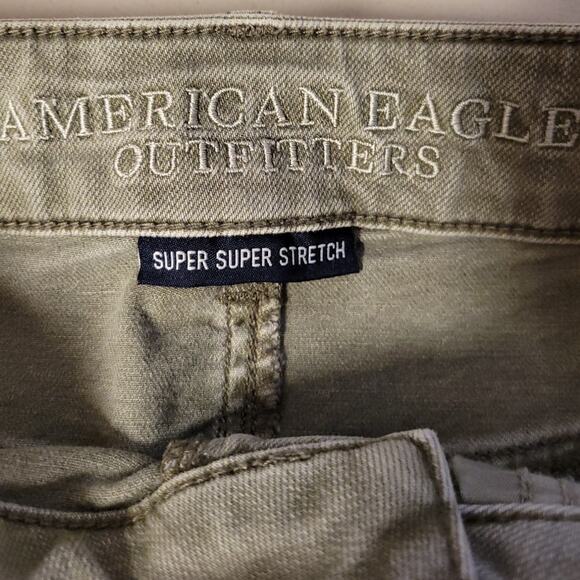 AMERICAN EAGLE
OUTFITTERS
SUPER SUPER STRETCH